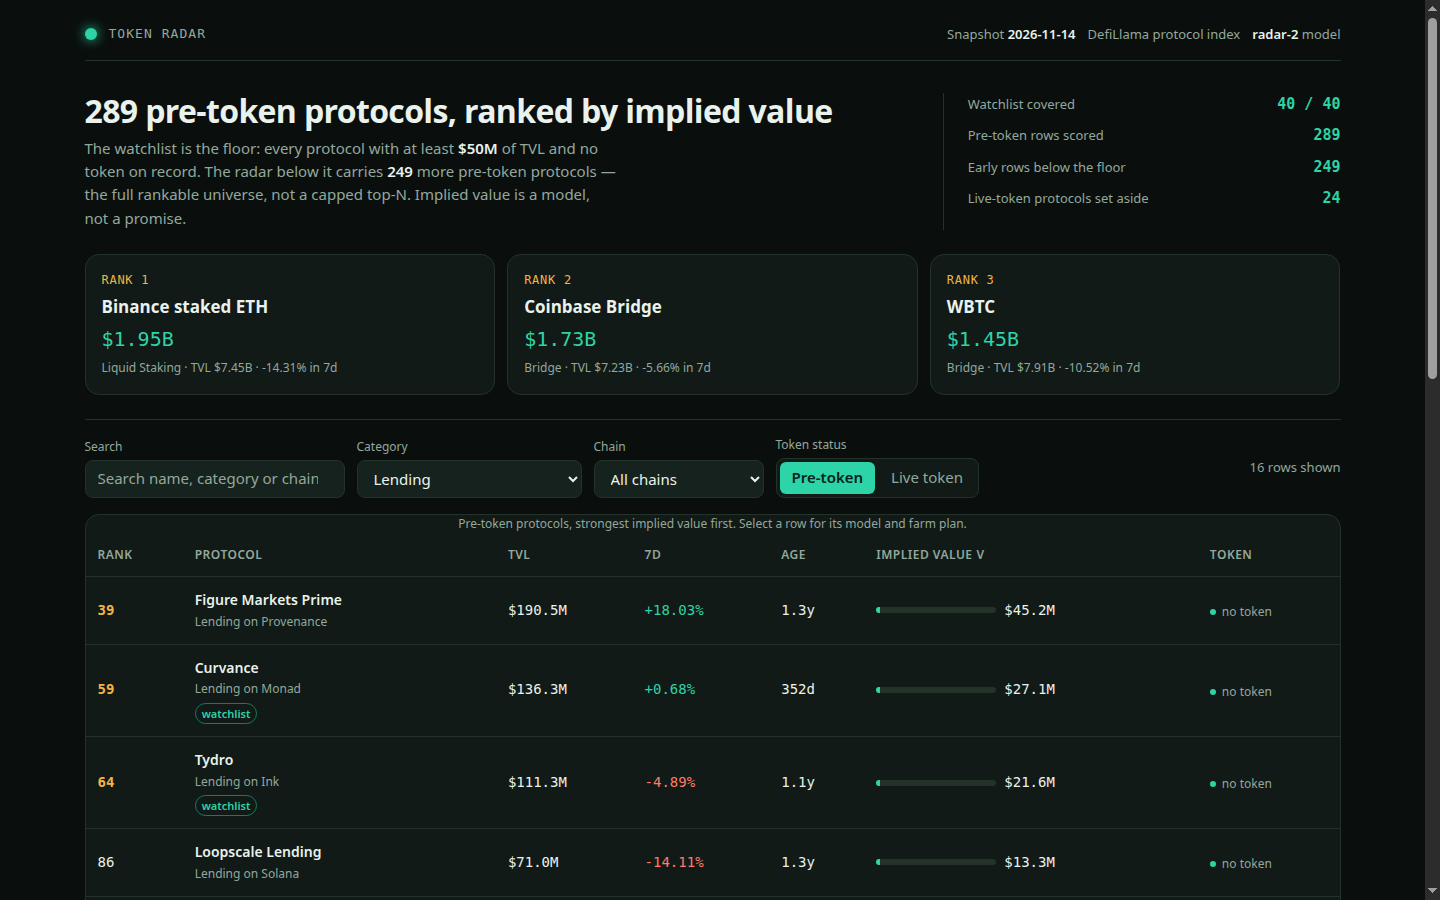 TOKEN RADAR
Snapshot 2026-11-14 DefiLlama protocol index radar-2 model
289 pre-token protocols, ranked by implied value
The watchlist is the floor: every protocol with at least $50M of TVL and no
token on record. The radar below it carries 249 more pre-token protocols —
the full rankable universe, not a capped top-N. Implied value is a model,
not a promise.
Watchlist covered 40 / 40
Pre-token rows scored 289
Early rows below the floor 249
Live-token protocols set aside 24
RANK 1
Binance staked ETH
$1.95B
Liquid Staking · TVL $7.45B · -14.31% in 7d
RANK 2
Coinbase Bridge
$1.73B
Bridge · TVL $7.23B · -5.66% in 7d
RANK 3
WBTC
$1.45B
Bridge · TVL $7.91B · -10.52% in 7d
Search
Search name, category or chain
Category
Lending
Chain
All chains
Token status
Pre-token Live token
16 rows shown
Pre-token protocols, strongest implied value first. Select a row for its model and farm plan.
RANK PROTOCOL TVL 7D AGE IMPLIED VALUE V TOKEN
39 Figure Markets Prime $190.5M +18.03% 1.3y $45.2M no token
Lending on Provenance
59 Curvance $136.3M +0.68% 352d $27.1M no token
Lending on Monad
watchlist
64 Tydro $111.3M -4.89% 1.1y $21.6M no token
Lending on Ink
watchlist
86 Loopscale Lending $71.0M -14.11% 1.3y $13.3M no token
Lending on Solana